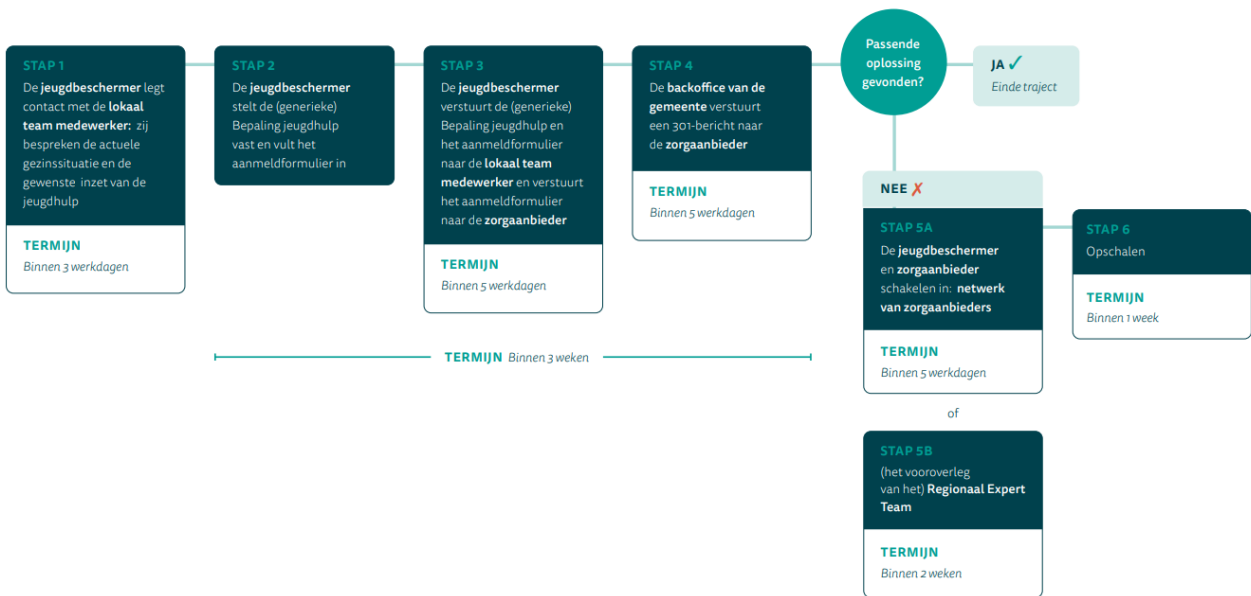 STAP 1
De jeugdbeschermer legt
contact met de lokaal
team medewerker: zij
bespreken de actuele
gezinssituatie en de
gewenste inzet van de
jeugdhulp
TERMIJN
Binnen 3 werkdagen
STAP 2
De jeugdbeschermer
stelt de (generieke)
Bepaling jeugdhulp
vast en vult het
aanmeldformulier in
STAP 3
De jeugdbeschermer
verstuurt de (generieke)
Bepaling jeugdhulp en
het aanmeldformulier
naar de lokaal team
medewerker en verstuurt
het aanmeldformulier
naar de zorgaanbieder
TERMIJN
Binnen 5 werkdagen
STAP 4
De backoffice van de
gemeente verstuurt
een 301-bericht naar
de zorgaanbieder
TERMIJN
Binnen 5 werkdagen
TERMIJN Binnen 3 weken
Passende
oplossing
gevonden?
JA ✓
Einde traject
NEE ✗
STAP 5A
De jeugdbeschermer
en zorgaanbieder
schakelen in: netwerk
van zorgaanbieders
TERMIJN
Binnen 5 werkdagen
of
STAP 5B
(het vooroverleg
van het) Regionaal Expert
Team
TERMIJN
Binnen 2 weken
STAP 6
Opschalen
TERMIJN
Binnen 1 week